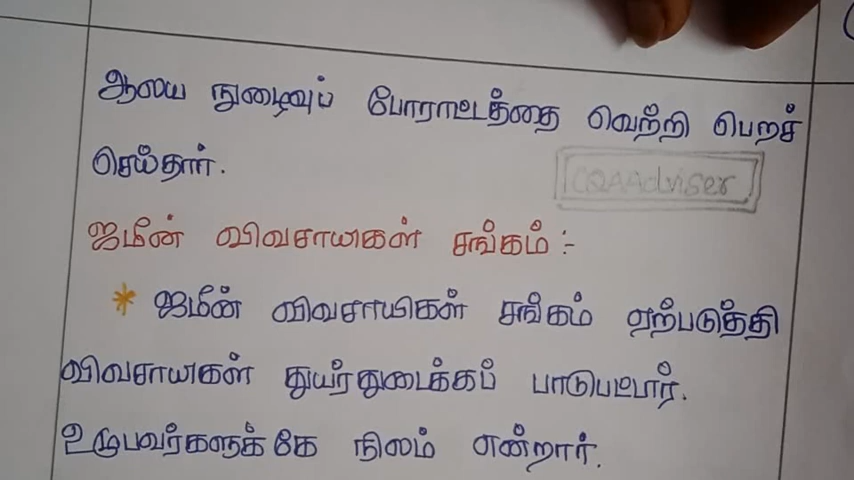 ஆலய நுழைவுப் போராட்டத்தை வெற்றி பெறச்
செய்தார்.
CQAAdviser
ஜமீன் விவசாயிகள் சங்கம் :-
* ஜமீன் விவசாயிகள் சங்கம் ஏற்படுத்தி
விவசாயிகள் துயர்துடைக்கப் பாடுபட்டார்.
உழுபவர்களுக்கே நிலம் என்றார்.